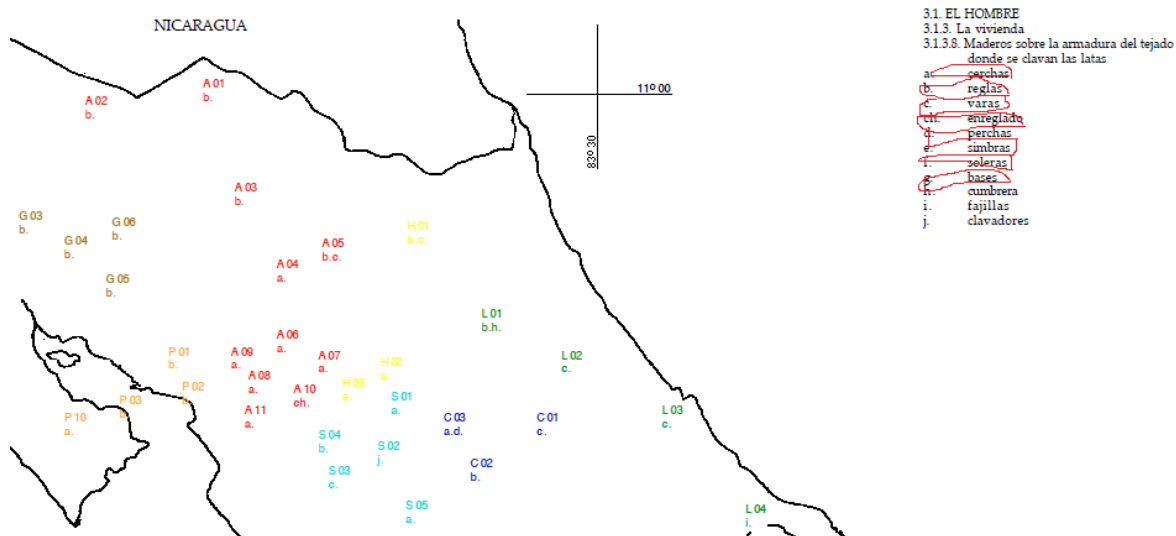 NICARAGUA
3.1. EL HOMBRE
3.1.3. La vivienda
3.1.3.8. Maderos sobre la armadura del tejado
donde se clavan las latas
a. cerchas
b. reglas
c. varas
ch. enreglado
d. perchas
e. simbras
f. soleras
g. bases
h. cumbrera
i. fajillas
j. clavadores
11º 00
83º 30
A 01
b.
A 02
b.
A 03
b.
G 03
b.
G 04
b.
G 06
b.
G 05
b.
A 04
a.
A 05
b.c.
H 01
b.c.
L 01
b.h.
L 02
c.
L 03
c.
L 04
i.
P 01
b.
P 02
P 03
b.
P 10
a.
A 06
a.
A 09
a.
A 08
a.
A 07
a.
A 10
ch.
A 11
a.
H 02
a.
H 03
S 01
a.
S 04
b.
S 02
j.
S 03
c.
S 05
a.
C 03
a.d.
C 01
c.
C 02
b.